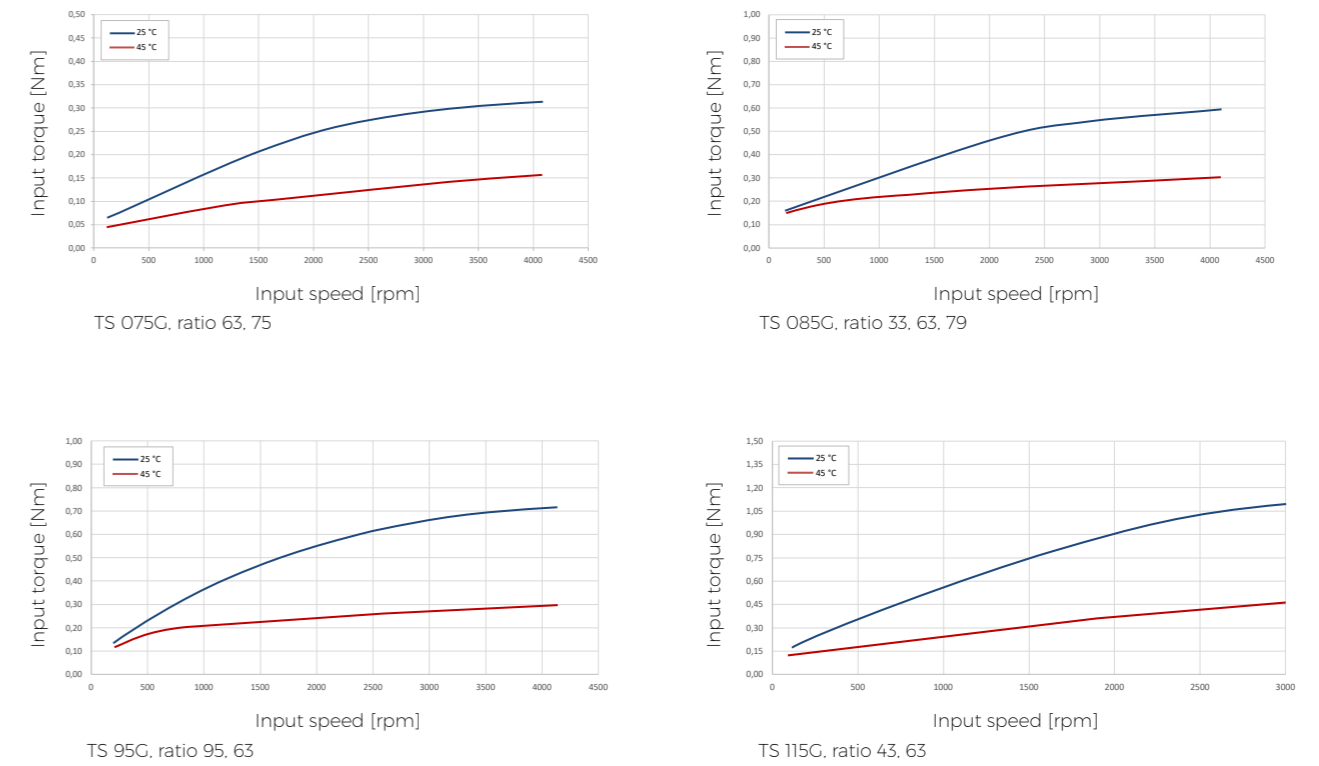 0,50
0,45
0,40
0,35
0,30
0,25
0,20
0,15
0,10
0,05
0,00
25 °C
45 °C
Input torque [Nm]
0 500 1000 1500 2000 2500 3000 3500 4000 4500
Input speed [rpm]
TS 075G, ratio 63, 75
1,00
0,90
0,80
0,70
0,60
0,50
0,40
0,30
0,20
0,10
0,00
25 °C
45 °C
Input torque [Nm]
0 500 1000 1500 2000 2500 3000 3500 4000 4500
Input speed [rpm]
TS 085G, ratio 33, 63, 79
1,00
0,90
0,80
0,70
0,60
0,50
0,40
0,30
0,20
0,10
0,00
25 °C
45 °C
Input torque [Nm]
0 500 1000 1500 2000 2500 3000 3500 4000 4500
Input speed [rpm]
TS 95G, ratio 95, 63
1,50
1,35
1,20
1,05
0,90
0,75
0,60
0,45
0,30
0,15
0,00
25 °C
45 °C
Input torque [Nm]
0 500 1000 1500 2000 2500 3000
Input speed [rpm]
TS 115G, ratio 43, 63